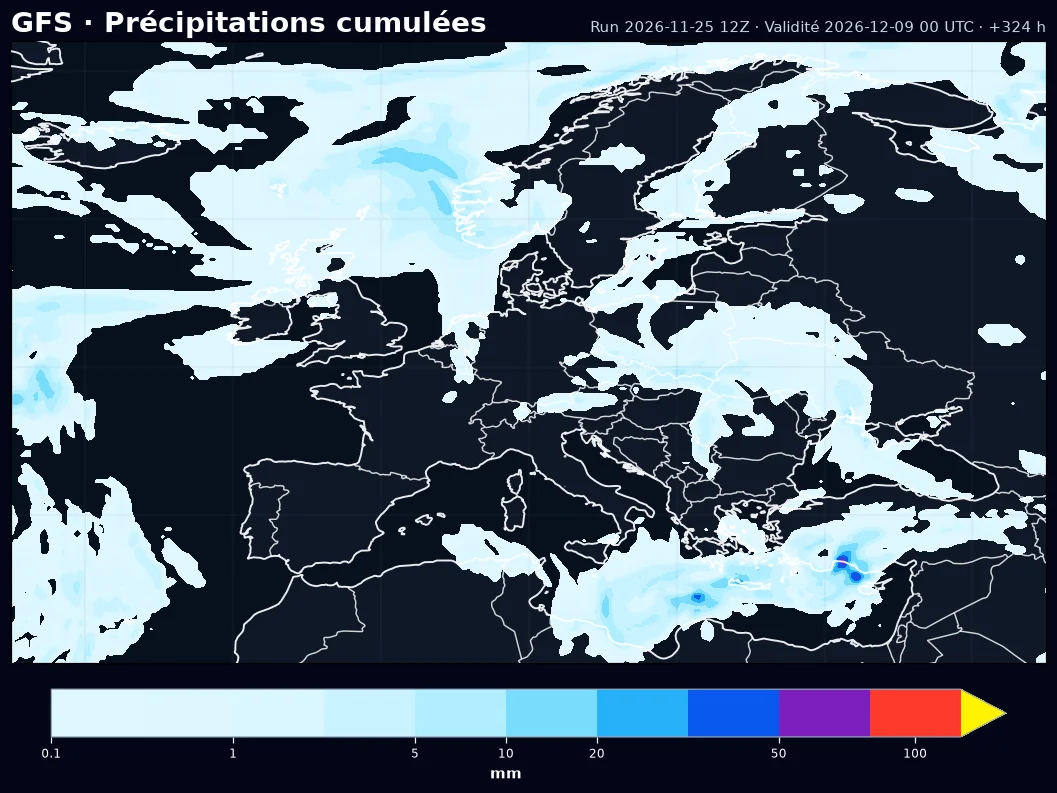 GFS · Précipitations cumulées
Run 2026-11-25 12Z · Validité 2026-12-09 00 UTC · +324 h
0.1 1 5 10 20 50 100
mm